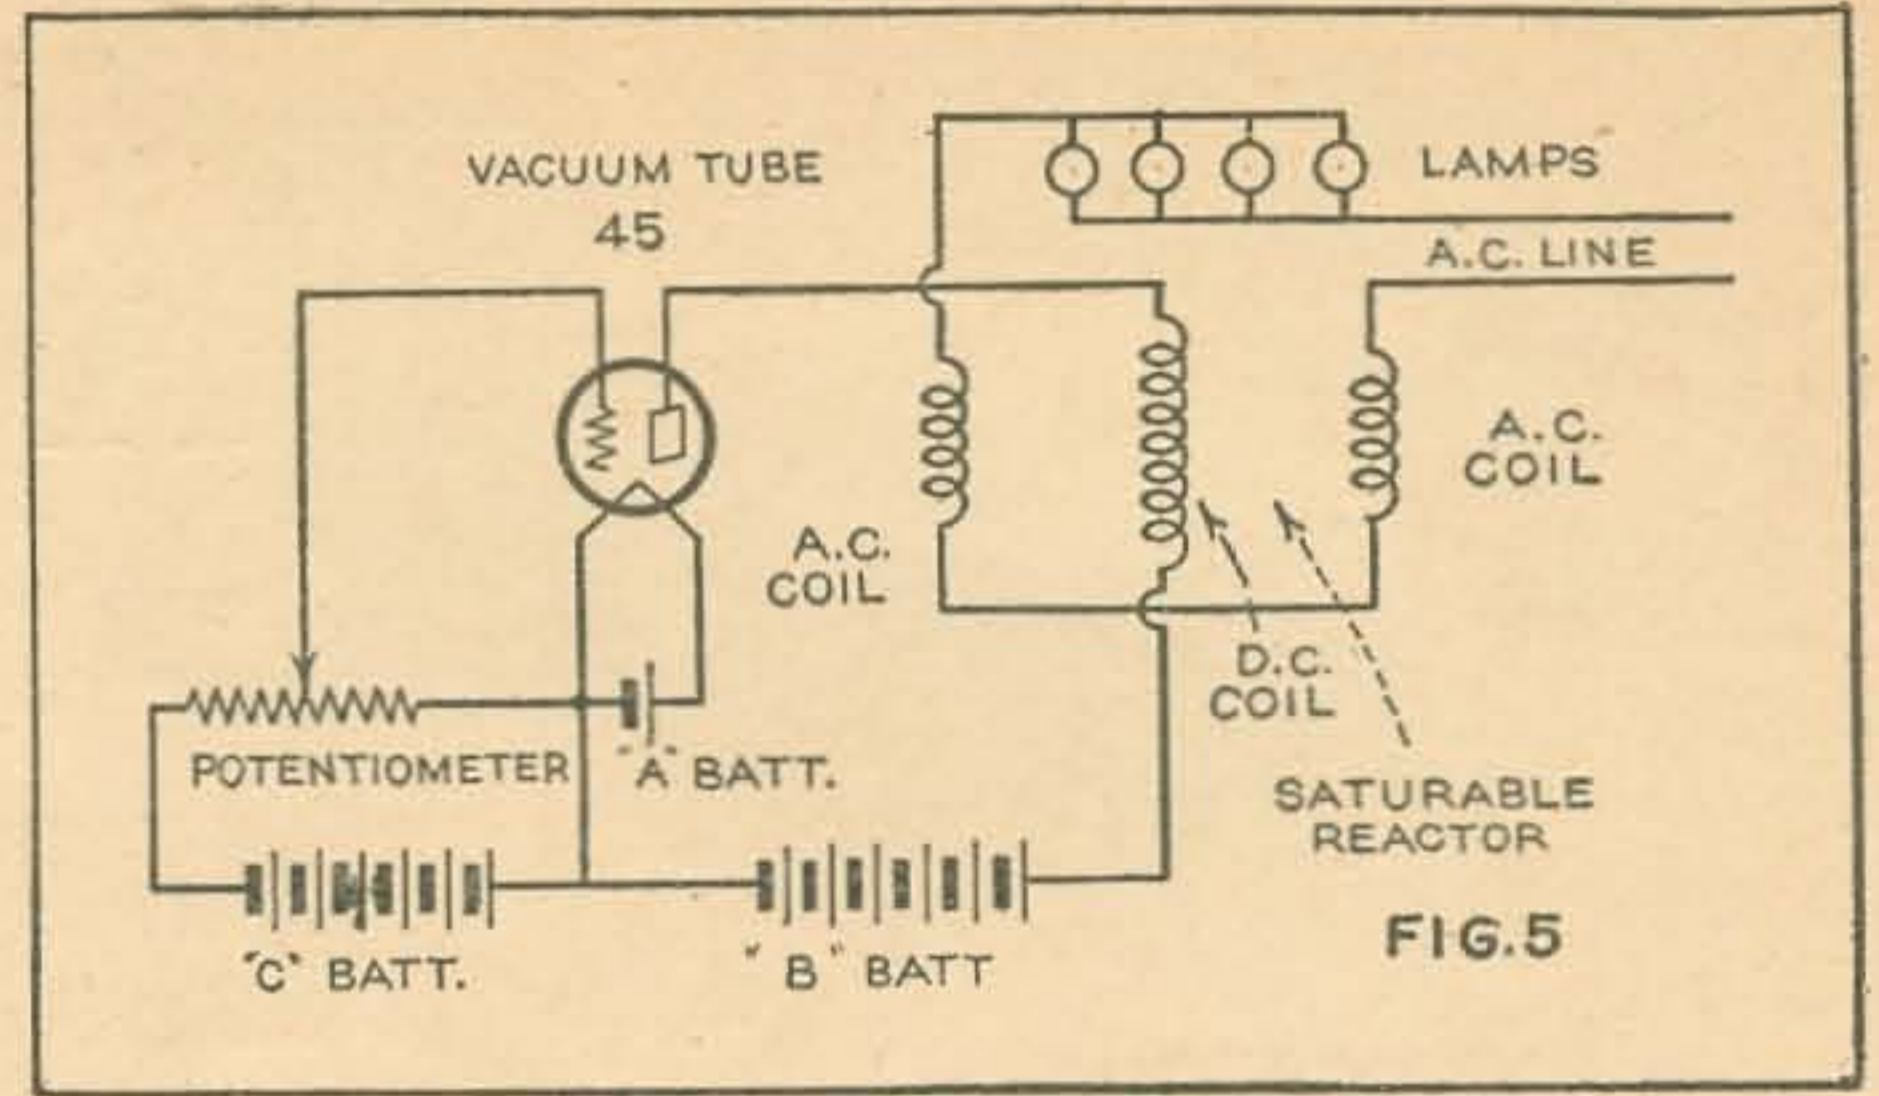 VACUUM TUBE
45
LAMPS
A.C. LINE
A.C.
COIL
A.C.
COIL
D.C.
COIL
POTENTIOMETER
"A" BATT.
SATURABLE
REACTOR
"C" BATT.
"B" BATT
FIG.5